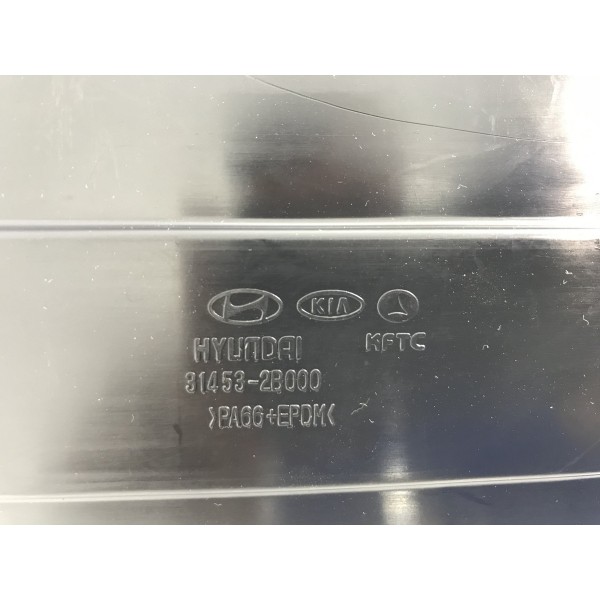 KIA
HYUNDAI KFTC
31453-2B000
>PA66+EPDM<